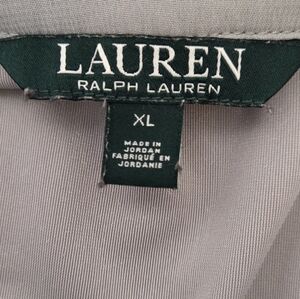 LAUREN
RALPH LAUREN
XL
MADE IN
JORDAN
FABRIQUÉ EN
JORDANIE